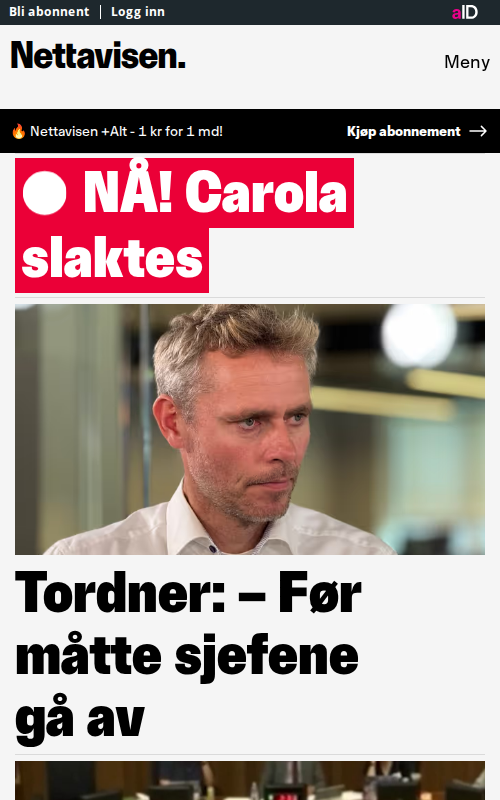 Bli abonnent | Logg inn
aID
Nettavisen.
Meny
🔥 Nettavisen +Alt - 1 kr for 1 md!
Kjøp abonnement →
NÅ! Carola
slaktes
Tordner: – Før
måtte sjefene
gå av